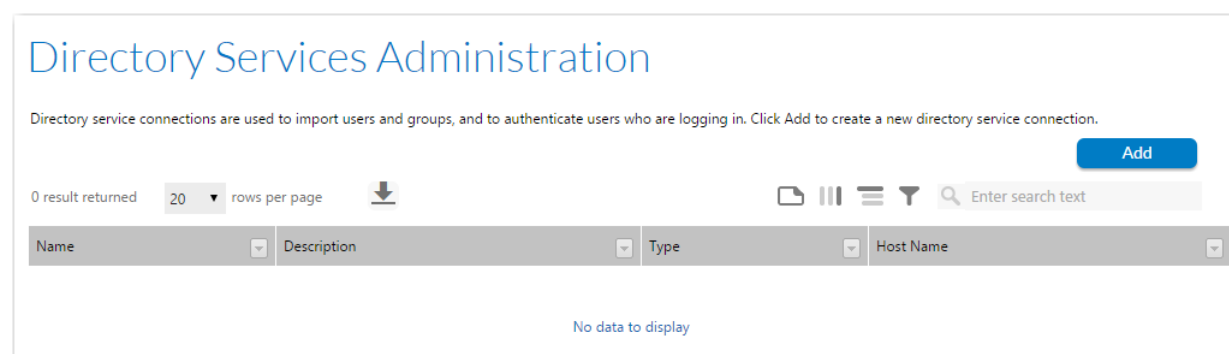 Directory Services Administration
Directory service connections are used to import users and groups, and to authenticate users who are logging in. Click Add to create a new directory service connection.
Add
0 result returned 20 rows per page Enter search text
Name Description Type Host Name
No data to display